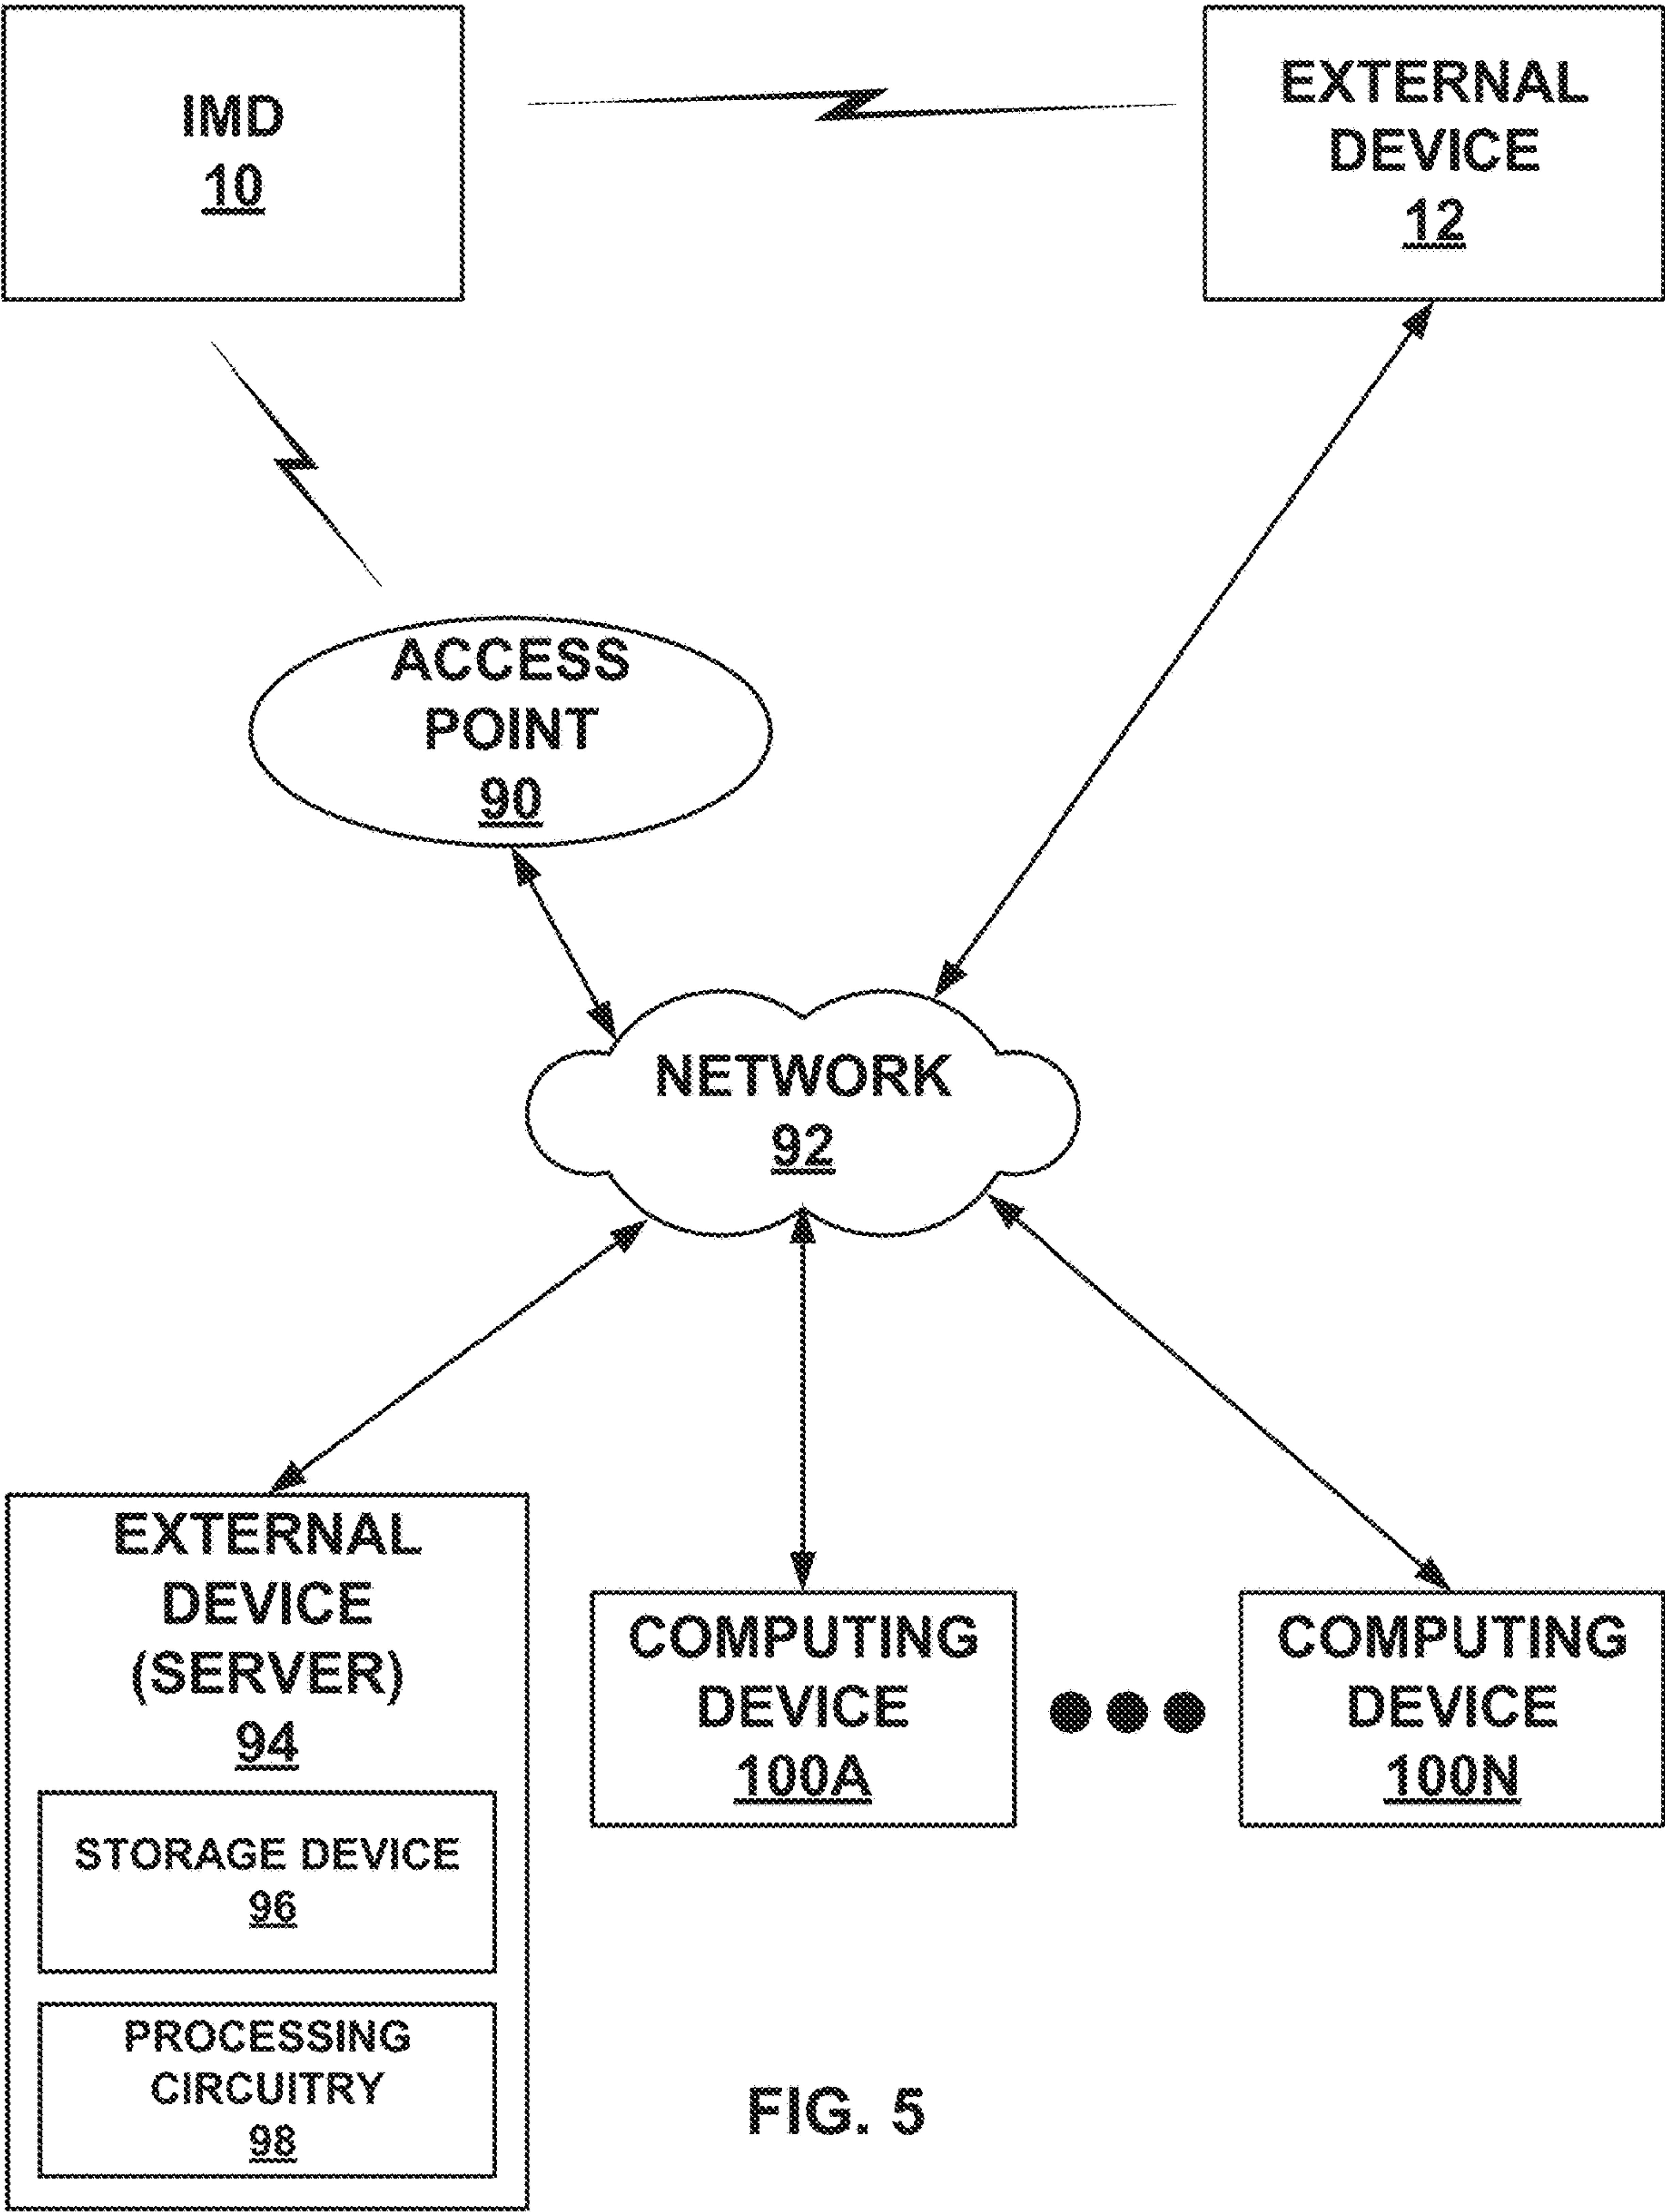 IMD
10
EXTERNAL
DEVICE
12
ACCESS
POINT
90
NETWORK
92
EXTERNAL
DEVICE
(SERVER)
94
STORAGE DEVICE
96
PROCESSING
CIRCUITRY
98
COMPUTING
DEVICE
100A
COMPUTING
DEVICE
100N
FIG. 5